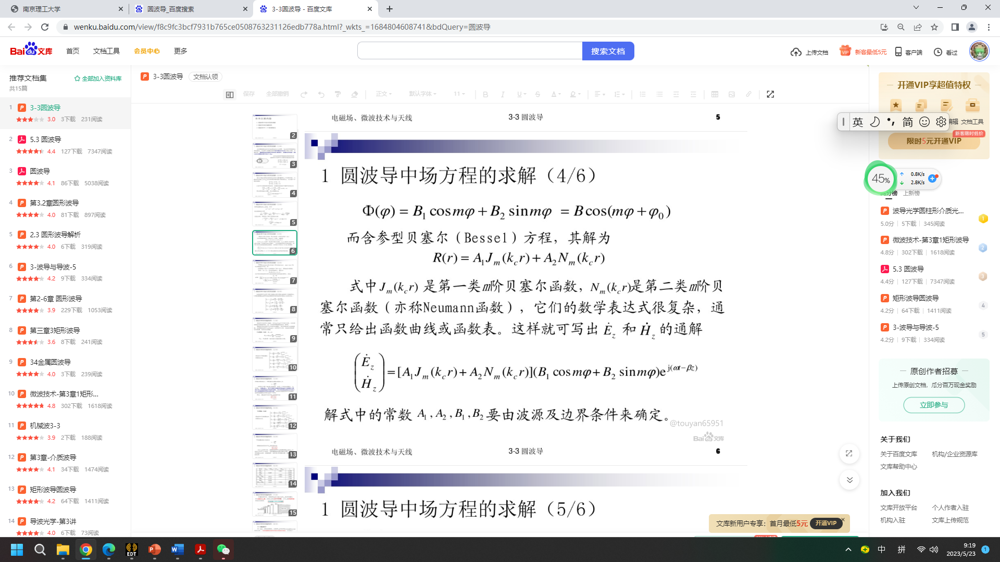 南京理工大学
圆波导_百度搜索
3-3圆波导 - 百度文库
wenku.baidu.com/view/f8c9fc3bcf7931b765ce0508763231126edb778a.html?_wkts_=1684804608741&bdQuery=圆波导
Baidu文库 首页 文档工具 会员中心 更多
搜索文档
上传文档 VIP 新客最低5元 客户端 看过
推荐文档集 全部加入资料库
共15篇
1 3-3圆波导
3.0 3下载 231阅读
2 5.3 圆波导
4.4 127下载 7347阅读
3 圆波导
4.1 86下载 5038阅读
4 第3.2章圆形波导
4.0 81下载 897阅读
5 2.3 圆形波导解析
4.0 6下载 319阅读
6 3-波导与导波-5
4.2 9下载 334阅读
7 第2-6章 圆形波导
3.9 229下载 1053阅读
8 第三章3矩形波导
3.6 8下载 241阅读
9 34金属圆波导
4.0 3下载 239阅读
10 微波技术-第3章1矩形...
4.8 302下载 1618阅读
11 机械波3-3
3.9 2下载 188阅读
12 第3章-介质波导
4.1 34下载 1474阅读
13 矩形波导圆波导
4.2 64下载 1411阅读
14 导波光学-第3讲
4.0 6下载 73阅读
3-3圆波导 文档认领
保存 全部撤销 正文 默认字体 11
2
3
4
5
6
7
8
9
10
11
12
13
14
15
电磁场、微波技术与天线 3-3 圆波导 5
1 圆波导中场方程的求解（4/6）
Φ(φ) = B₁ cos mφ + B₂ sin mφ = B cos(mφ + φ₀)
而含参型贝塞尔（Bessel）方程，其解为
R(r) = A₁Jₘ(k_c r) + A₂Nₘ(k_c r)
式中Jₘ(k_c r) 是第一类m阶贝塞尔函数，Nₘ(k_c r)是第二类m阶贝
塞尔函数（亦称Neumann函数），它们的数学表达式很复杂，通
常只给出函数曲线或函数表。这样就可写出 Ė_z 和 Ḣ_z 的通解
(Ė_z Ḣ_z) = [A₁Jₘ(k_c r) + A₂Nₘ(k_c r)](B₁ cos mφ + B₂ sin mφ)e^{j(ωt−βz)}
解式中的常数 A₁, A₂, B₁, B₂ 要由波源及边界条件来确定。
@touyan65951
Baidu文库
电磁场、微波技术与天线 3-3 圆波导 6
1 圆波导中场方程的求解（5/6）
开通VIP享超值特权
英 简
编辑 文档工具
新客限时低价
限时5元开通VIP
45% 0.8K/s
2.8K/s
上新榜
波导光学圆柱形介质光...
5.0分 5下载 345阅读 1
微波技术-第3章1矩形波导
4.8分 302下载 1618阅读 2
5.3 圆波导
4.4分 127下载 7347阅读 3
矩形波导圆波导
4.2分 64下载 1411阅读 4
3-波导与导波-5
4.2分 9下载 334阅读 5
原创作者招募
上传原创文档，瓜分百万现金奖励
立即参与
关于我们
关于百度文库 机构/企业资源库
文库帮助中心
加入我们
文库开放平台 个人作者入驻
机构入驻 文库上传规范
文库新用户专享：首月最低5元 开通VIP
EDT
中 拼
9:19
2023/5/23
1